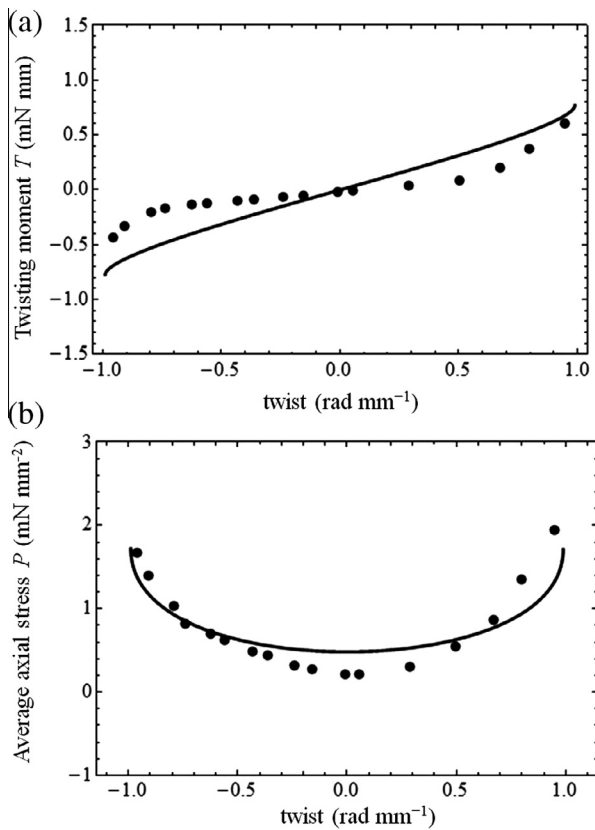 (a)
Twisting moment T (mN mm)
1.5
1.0
0.5
0.0
−0.5
−1.0
−1.5
−1.0 −0.5 0.0 0.5 1.0
twist (rad mm⁻¹)
(b)
Average axial stress P (mN mm⁻²)
3
2
1
0
−1
−1.0 −0.5 0.0 0.5 1.0
twist (rad mm⁻¹)